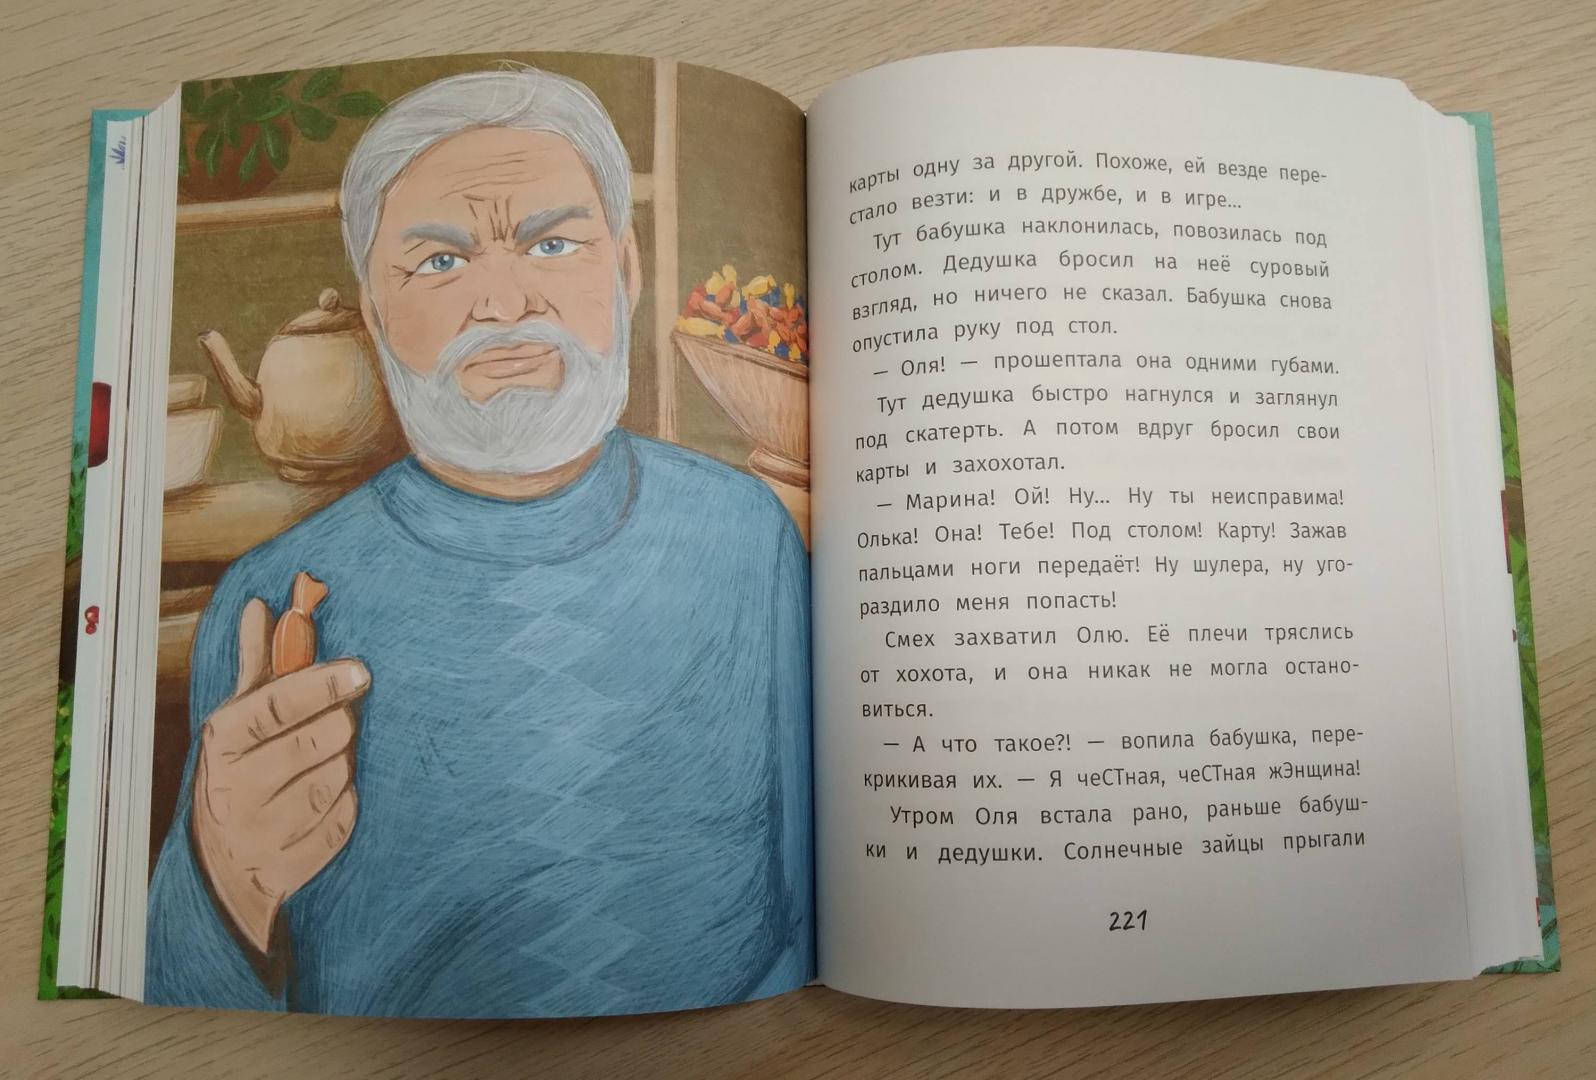 карты одну за другой. Похоже, ей везде пере-
стало везти: и в дружбе, и в игре...
Тут бабушка наклонилась, повозилась под
столом. Дедушка бросил на неё суровый
взгляд, но ничего не сказал. Бабушка снова
опустила руку под стол.
— Оля! — прошептала она одними губами.
Тут дедушка быстро нагнулся и заглянул
под скатерть. А потом вдруг бросил свои
карты и захохотал.
— Марина! Ой! Ну... Ну ты неисправима!
Олька! Она! Тебе! Под столом! Карту! Зажав
пальцами ноги передаёт! Ну шулера, ну уго-
раздило меня попасть!
Смех захватил Олю. Её плечи тряслись
от хохота, и она никак не могла остано-
виться.
— А что такое?! — вопила бабушка, пере-
крикивая их. — Я чеСТная, чеСТная жЭнщина!
Утром Оля встала рано, раньше бабуш-
ки и дедушки. Солнечные зайцы прыгали
221